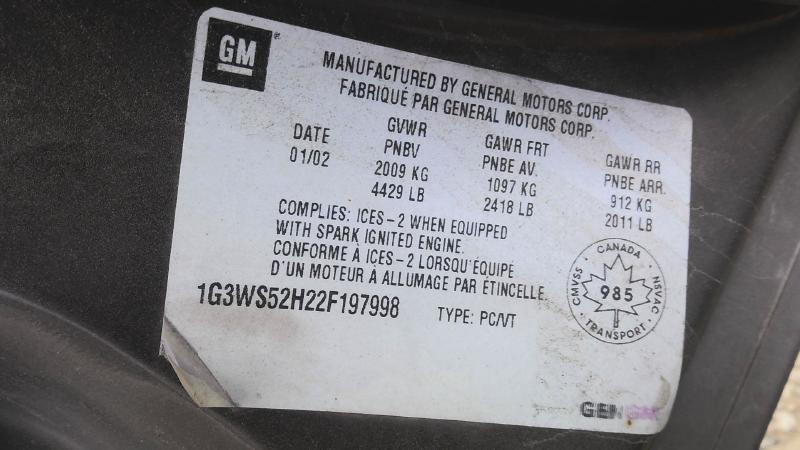 GM
MANUFACTURED BY GENERAL MOTORS CORP.
FABRIQUÉ PAR GENERAL MOTORS CORP.
DATE
01/02
GVWR
PNBV
2009 KG
4429 LB
GAWR FRT
PNBE AV.
1097 KG
2418 LB
GAWR RR
PNBE ARR.
912 KG
2011 LB
COMPLIES: ICES-2 WHEN EQUIPPED
WITH SPARK IGNITED ENGINE.
CONFORME À ICES-2 LORSQU'ÉQUIPÉ
D'UN MOTEUR À ALLUMAGE PAR ÉTINCELLE.
1G3WS52H22F197998
TYPE: PC/VT
CANADA
CMVSS · NSVAC
985
TRANSPORT